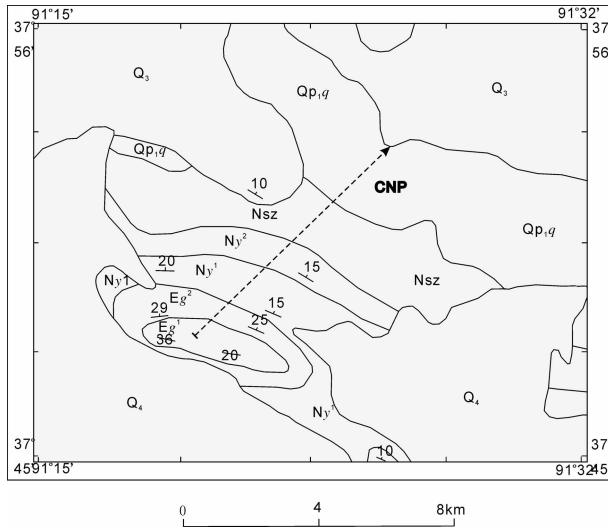 91°15′ 91°32′
37° 56′
37° 56′
Q₃
Q₃
Qp₁q
Qp₁q
10
CNP
Nsz
Ny²
Qp₁q
20
Ny¹
15
Nsz
Ny1
Eg²
29
15
Eg¹
25
36
20
Q₄
Q₄
Ny¹
10
37° 45′
37° 45′
91°15′ 91°32′
0 4 8km